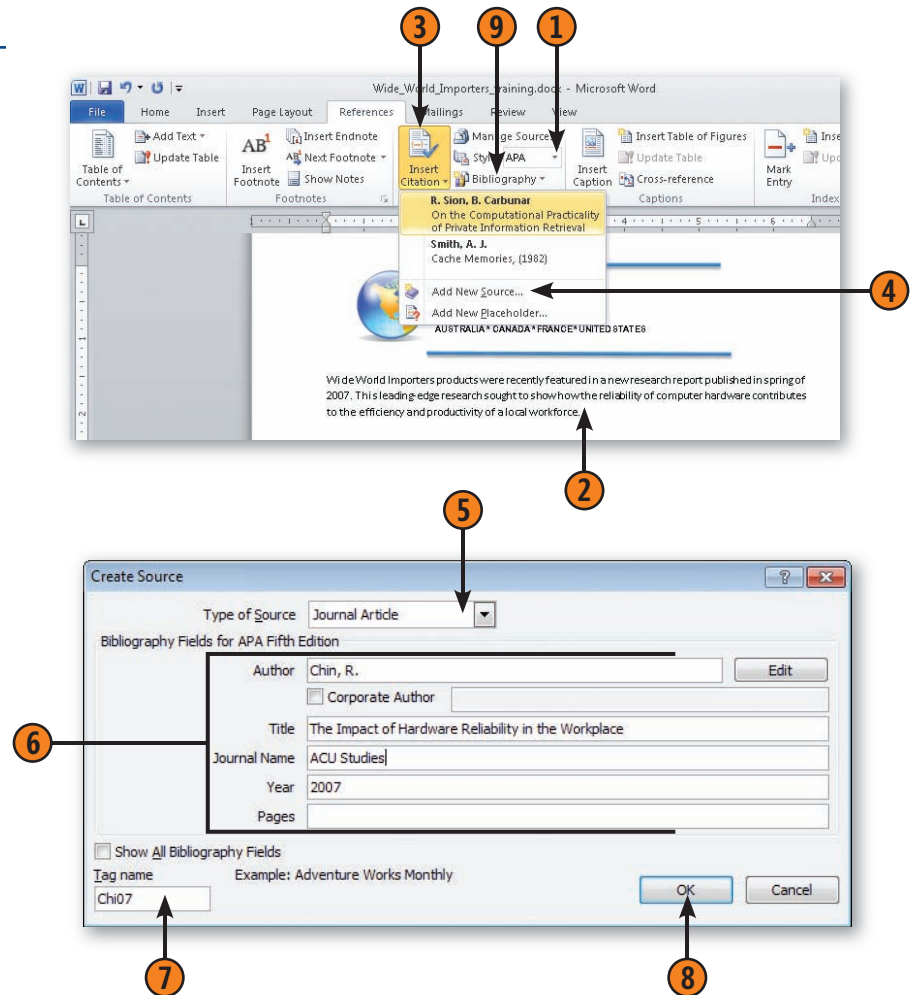 3 9 1
Wide_World_Importers_training.docx - Microsoft Word
File Home Insert Page Layout References Mailings Review View
Table of Contents
Add Text
Update Table
Table of Contents
AB1 Insert Footnote
Insert Endnote
AB1 Next Footnote
Show Notes
Footnotes
Insert Citation
Manage Source
Style: APA
Bibliography
Insert Caption
Insert Table of Figures
Update Table
Cross-reference
Captions
Mark Entry
Inse
Upd
Index
R. Sion, B. Carbunar
On the Computational Practicality
of Private Information Retrieval
Smith, A. J.
Cache Memories, (1982)
Add New Source...
Add New Placeholder...
4
L
4 5 6
AUSTRALIA * CANADA * FRANCE * UNITED STATES
Wide World Importers products were recently featured in a new research report published in spring of
2007. This leading-edge research sought to show how the reliability of computer hardware contributes
to the efficiency and productivity of a local workforce.
2
2
5
Create Source
Type of Source Journal Article
Bibliography Fields for APA Fifth Edition
Author Chin, R. Edit
Corporate Author
Title The Impact of Hardware Reliability in the Workplace
6
Journal Name ACU Studies
Year 2007
Pages
Show All Bibliography Fields
Tag name Example: Adventure Works Monthly
Chi07 OK Cancel
7 8